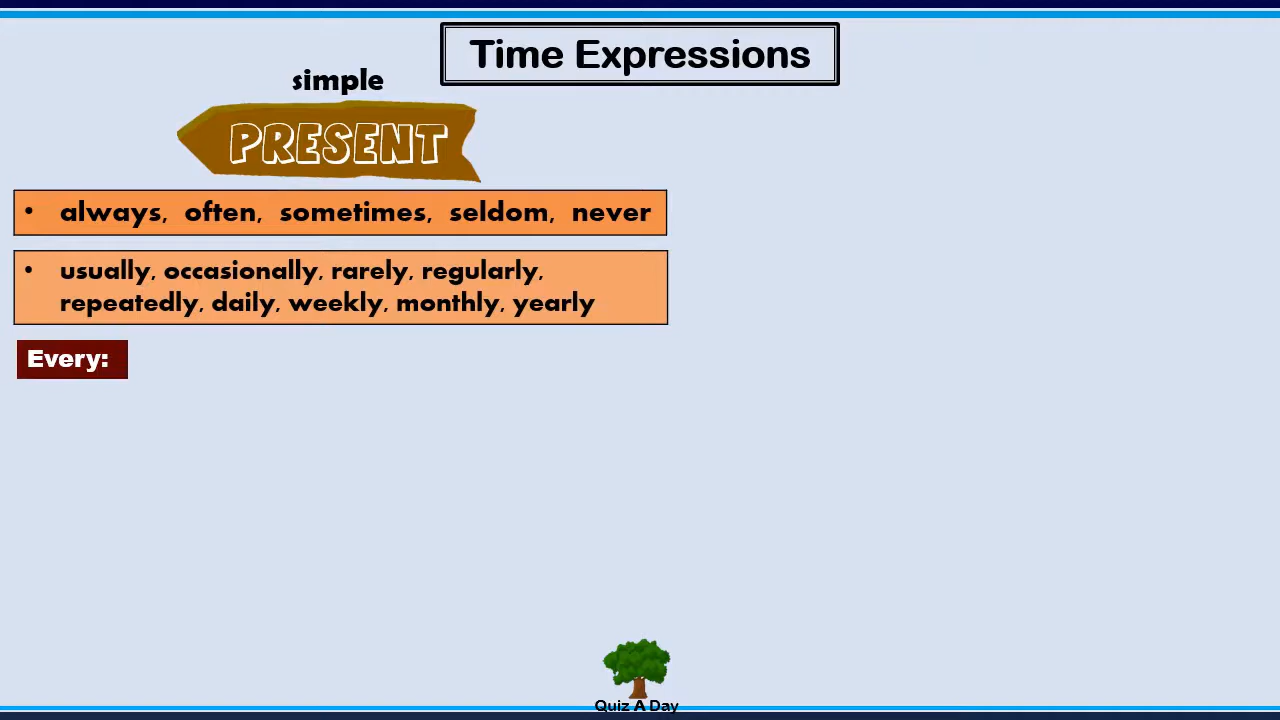 Time Expressions
simple
PRESENT
• always, often, sometimes, seldom, never
• usually, occasionally, rarely, regularly,
repeatedly, daily, weekly, monthly, yearly
Every:
Quiz A Day